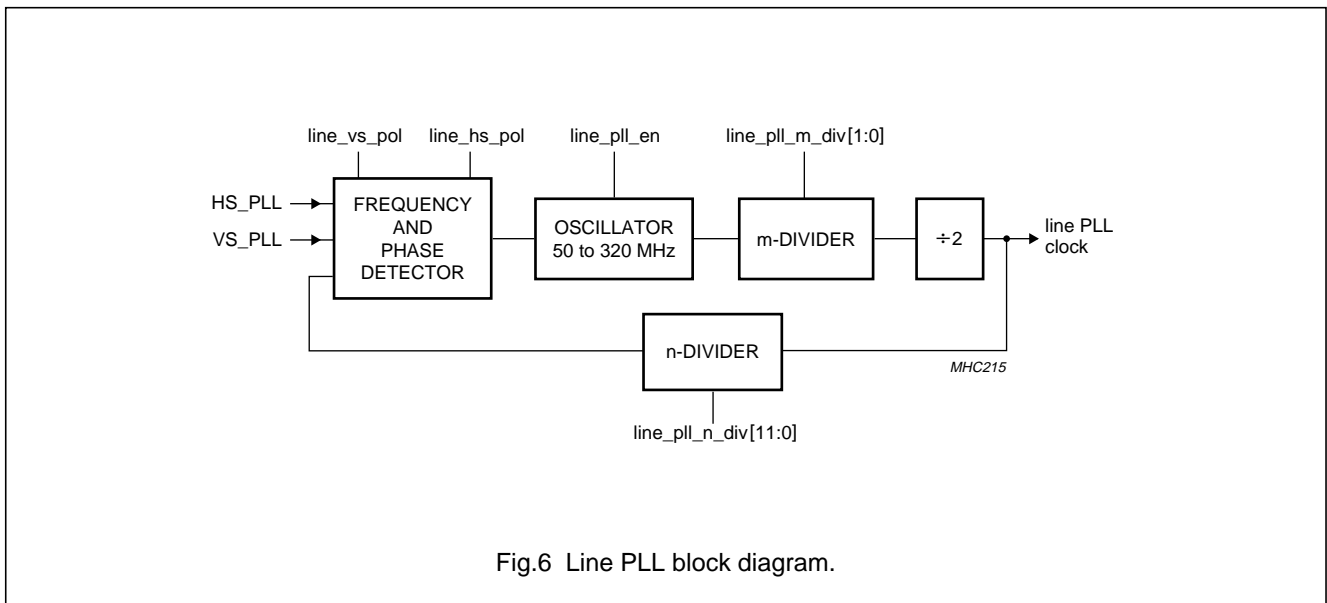 line_vs_pol
line_hs_pol
line_pll_en
line_pll_m_div[1:0]
HS_PLL
VS_PLL
FREQUENCY
AND
PHASE
DETECTOR
OSCILLATOR
50 to 320 MHz
m-DIVIDER
÷2
line PLL
clock
n-DIVIDER
MHC215
line_pll_n_div[11:0]
Fig.6 Line PLL block diagram.